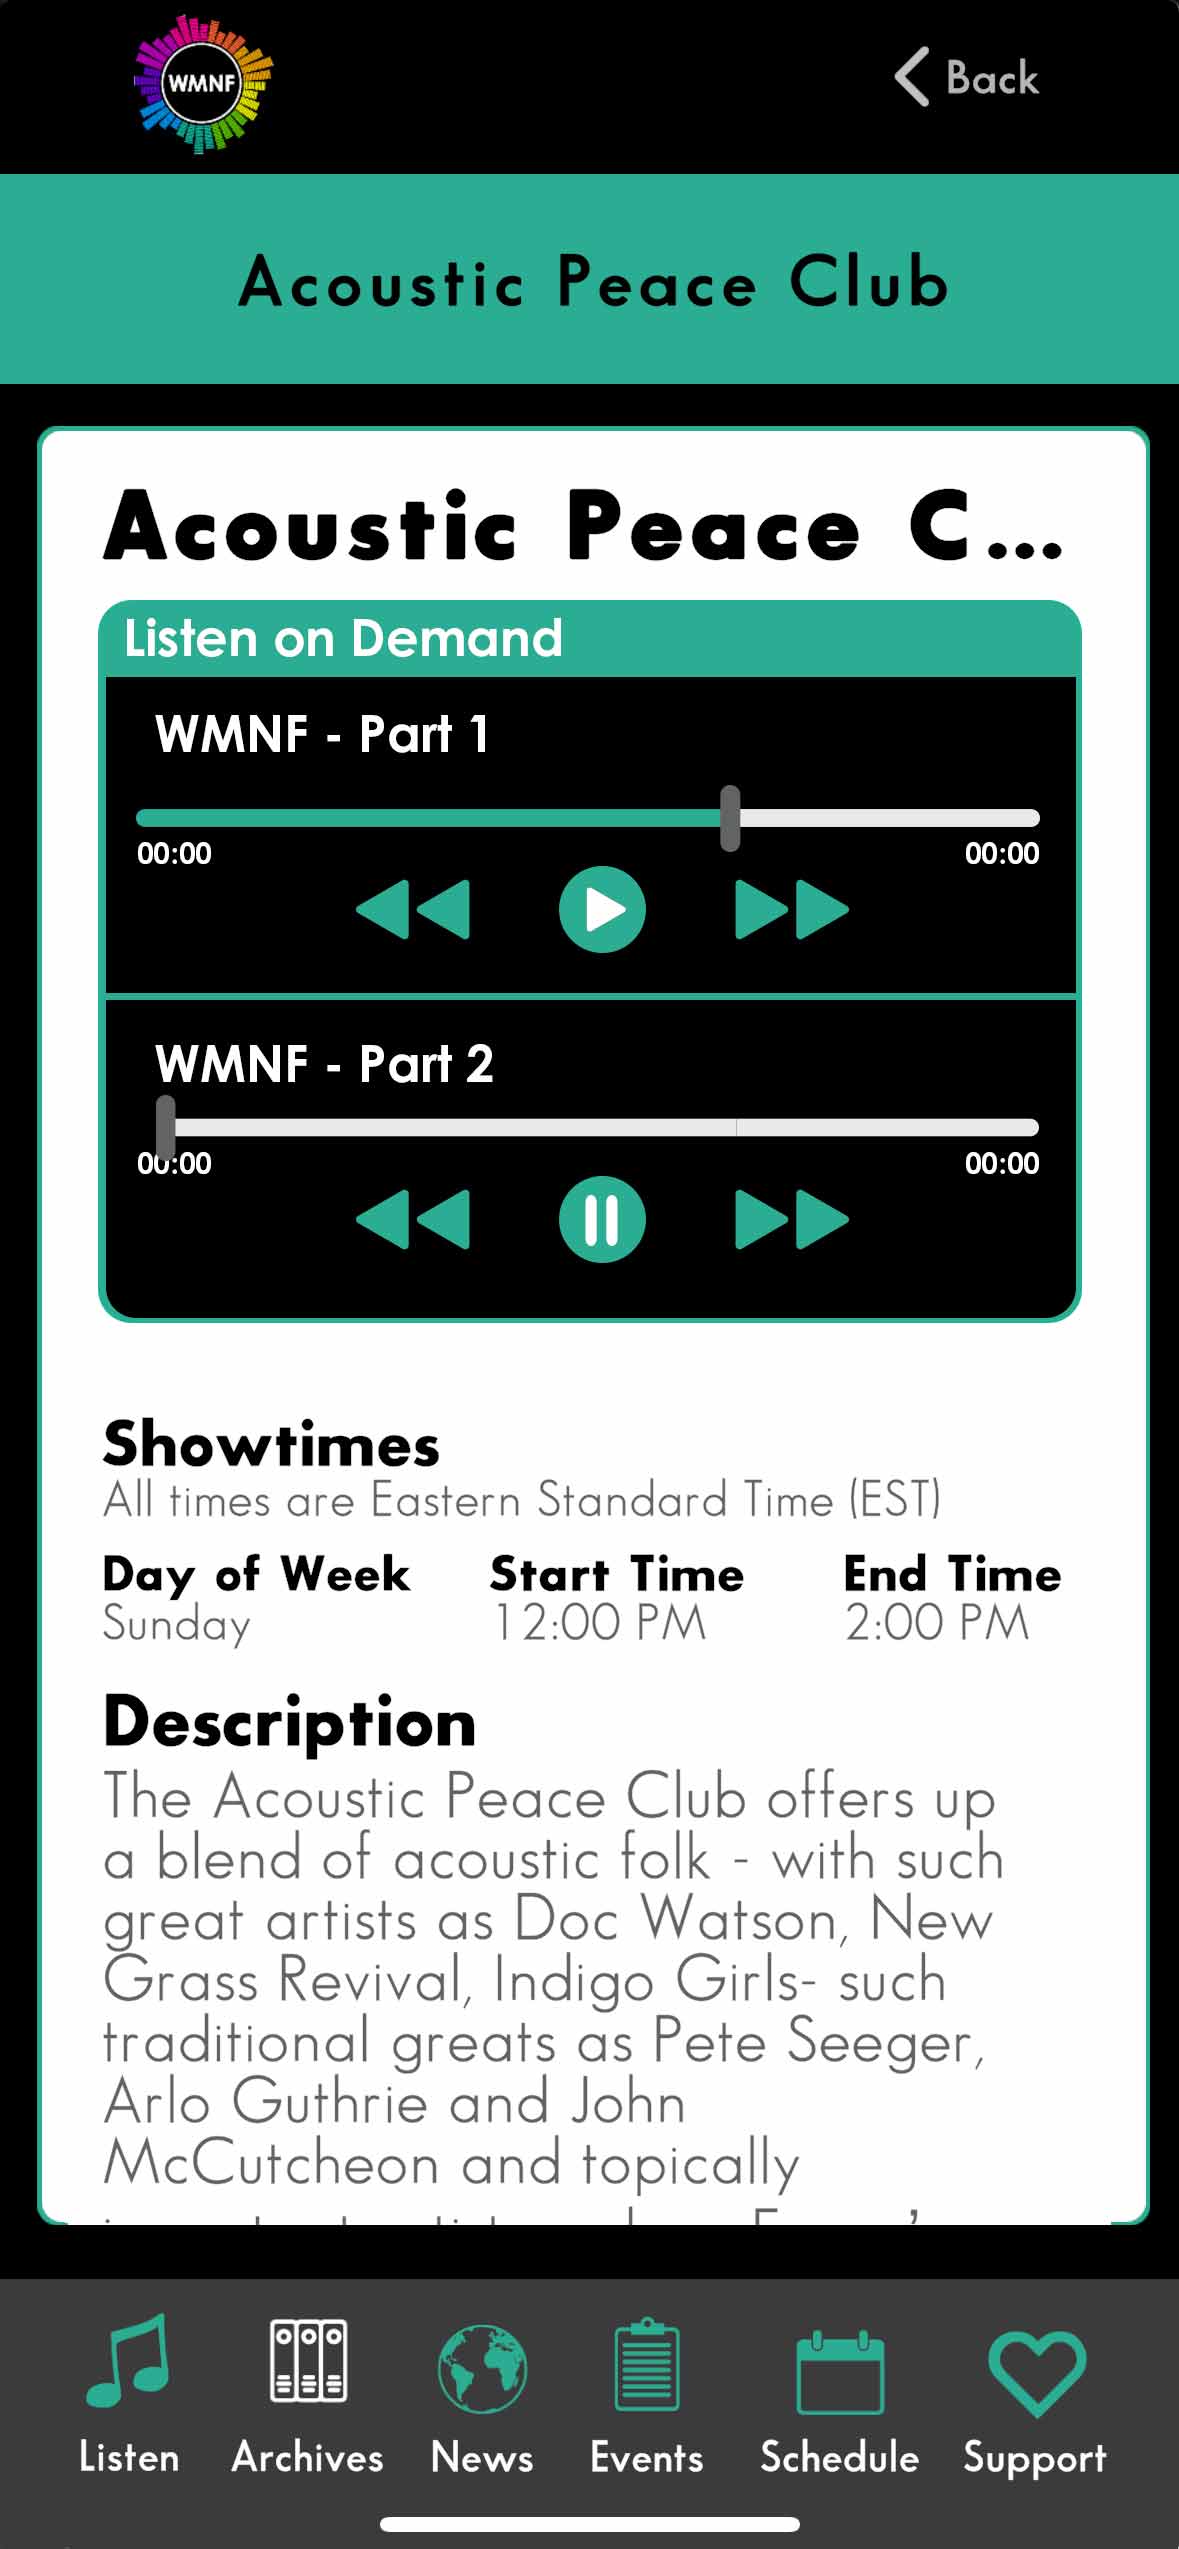 WMNF
Back
Acoustic Peace Club
Acoustic Peace C...
Listen on Demand
WMNF - Part 1
00:00 00:00
WMNF - Part 2
00:00 00:00
Showtimes
All times are Eastern Standard Time (EST)
Day of Week Start Time End Time
Sunday 12:00 PM 2:00 PM
Description
The Acoustic Peace Club offers up
a blend of acoustic folk - with such
great artists as Doc Watson, New
Grass Revival, Indigo Girls- such
traditional greats as Pete Seeger,
Arlo Guthrie and John
McCutcheon and topically
Listen Archives News Events Schedule Support